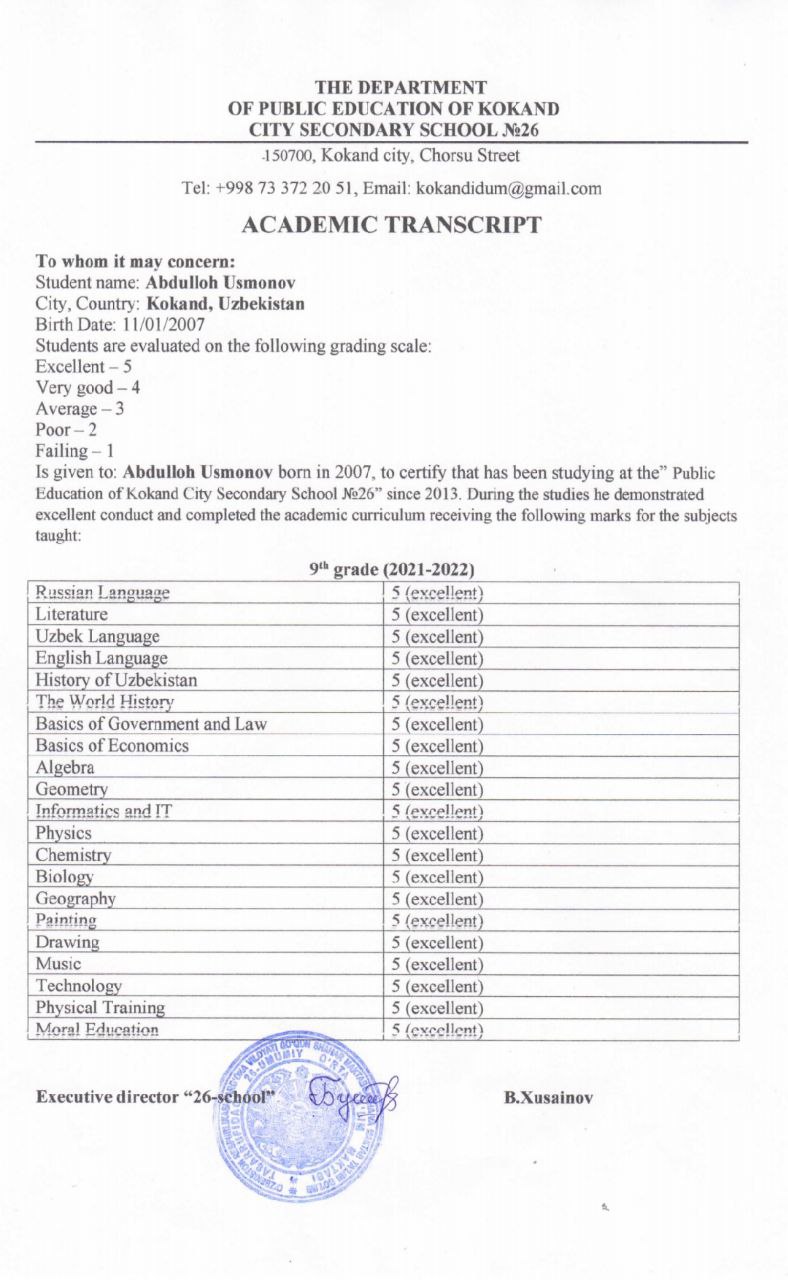 THE DEPARTMENT
OF PUBLIC EDUCATION OF KOKAND
CITY SECONDARY SCHOOL №26
150700, Kokand city, Chorsu Street
Tel: +998 73 372 20 51, Email: kokandidum@gmail.com
ACADEMIC TRANSCRIPT
To whom it may concern:
Student name: Abdulloh Usmonov
City, Country: Kokand, Uzbekistan
Birth Date: 11/01/2007
Students are evaluated on the following grading scale:
Excellent – 5
Very good – 4
Average – 3
Poor – 2
Failing – 1
Is given to: Abdulloh Usmonov born in 2007, to certify that has been studying at the” Public
Education of Kokand City Secondary School №26” since 2013. During the studies he demonstrated
excellent conduct and completed the academic curriculum receiving the following marks for the subjects
taught:
9th grade (2021-2022)
Russian Language 5 (excellent)
Literature 5 (excellent)
Uzbek Language 5 (excellent)
English Language 5 (excellent)
History of Uzbekistan 5 (excellent)
The World History 5 (excellent)
Basics of Government and Law 5 (excellent)
Basics of Economics 5 (excellent)
Algebra 5 (excellent)
Geometry 5 (excellent)
Informatics and IT 5 (excellent)
Physics 5 (excellent)
Chemistry 5 (excellent)
Biology 5 (excellent)
Geography 5 (excellent)
Painting 5 (excellent)
Drawing 5 (excellent)
Music 5 (excellent)
Technology 5 (excellent)
Physical Training 5 (excellent)
Moral Education 5 (excellent)
Executive director “26-school” B.Xusainov
26-UMUMIY O'RTA
MAKTABI